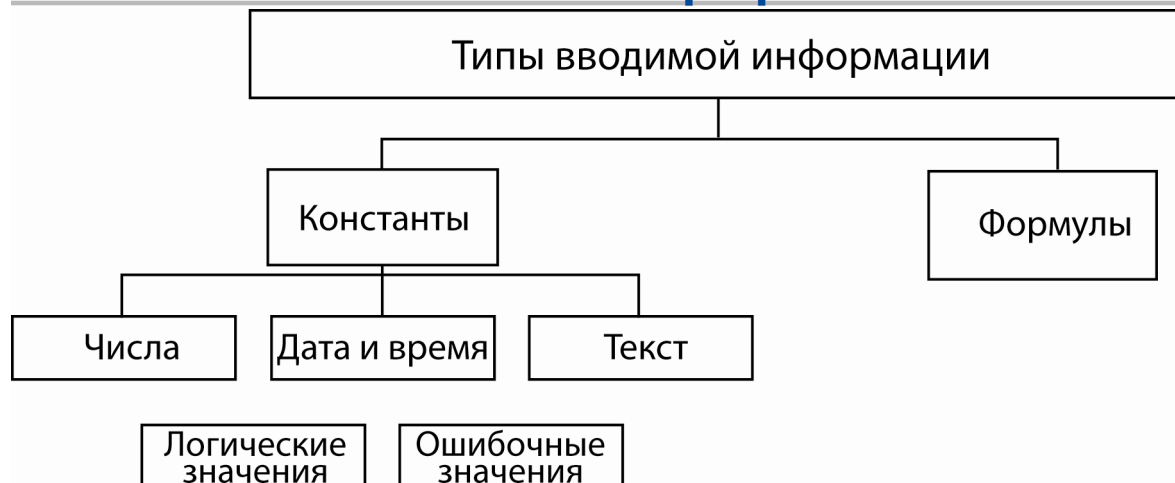 Типы вводимой информации
Константы
Формулы
Числа
Дата и время
Текст
Логические
значения
Ошибочные
значения